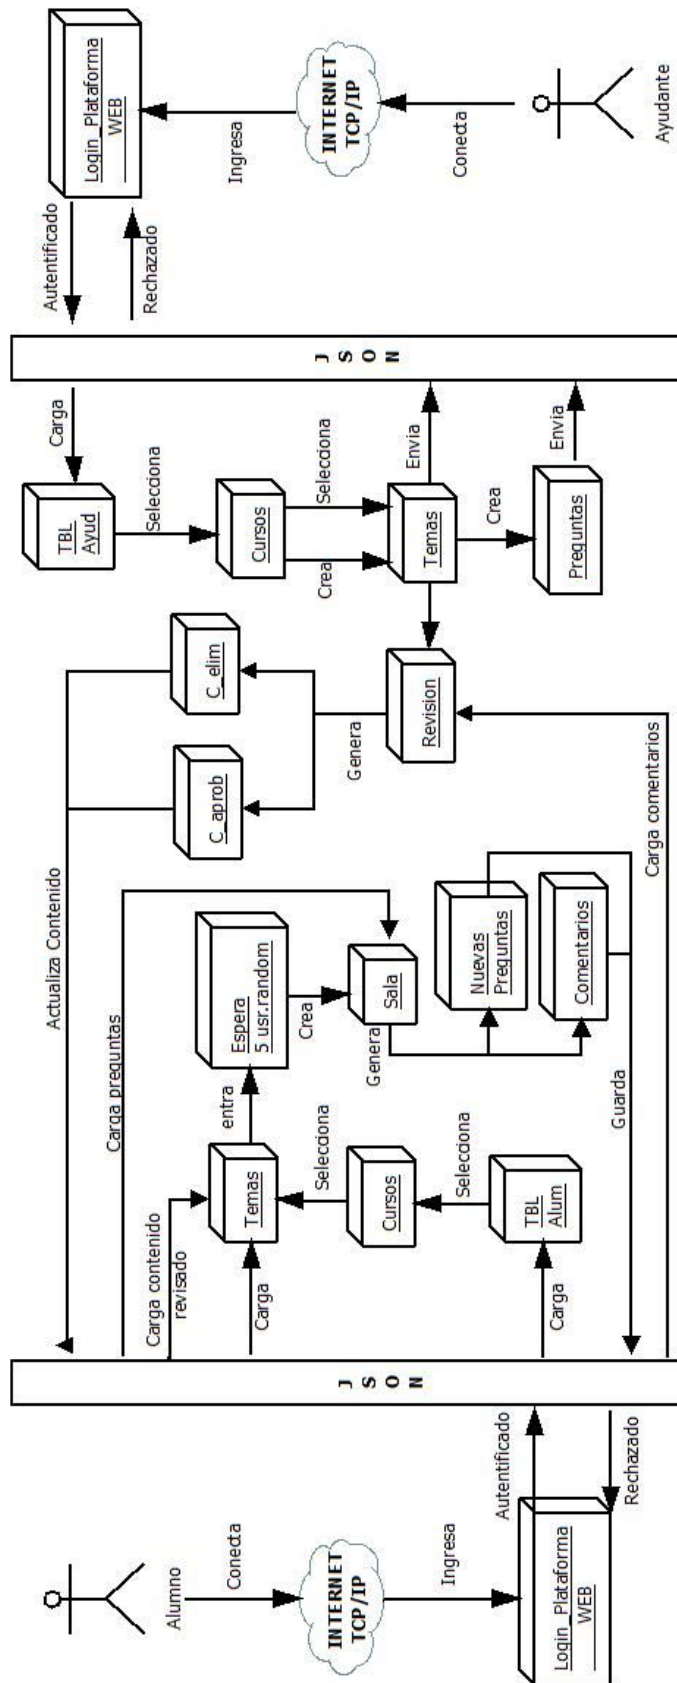 Alumno
Conecta
INTERNET
TCP/IP
Ingresa
Login_Plataforma
WEB
Autentificado
Rechazado
J
S
O
N
Actualiza Contenido
Carga preguntas
Carga contenido
revisado
Carga
Temas
entra
Espera
5 usr.random
Crea
Sala
Selecciona
Cursos
Selecciona
TBL
Alum
Carga
Genera
Nuevas
Preguntas
Comentarios
Guarda
Carga comentarios
C_aprob
C_elim
Genera
Revision
TBL
Ayud
Carga
Selecciona
Cursos
Crea
Selecciona
Temas
Envia
Crea
Preguntas
Envia
J
S
O
N
Autentificado
Rechazado
Login_Plataforma
WEB
Ingresa
INTERNET
TCP/IP
Conecta
Ayudante